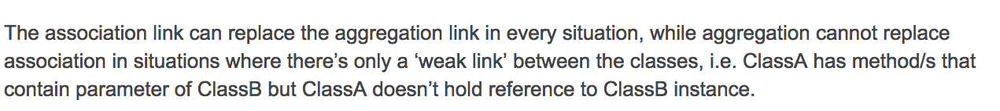 The association link can replace the aggregation link in every situation, while aggregation cannot replace
association in situations where there’s only a ‘weak link’ between the classes, i.e. ClassA has method/s that
contain parameter of ClassB but ClassA doesn’t hold reference to ClassB instance.